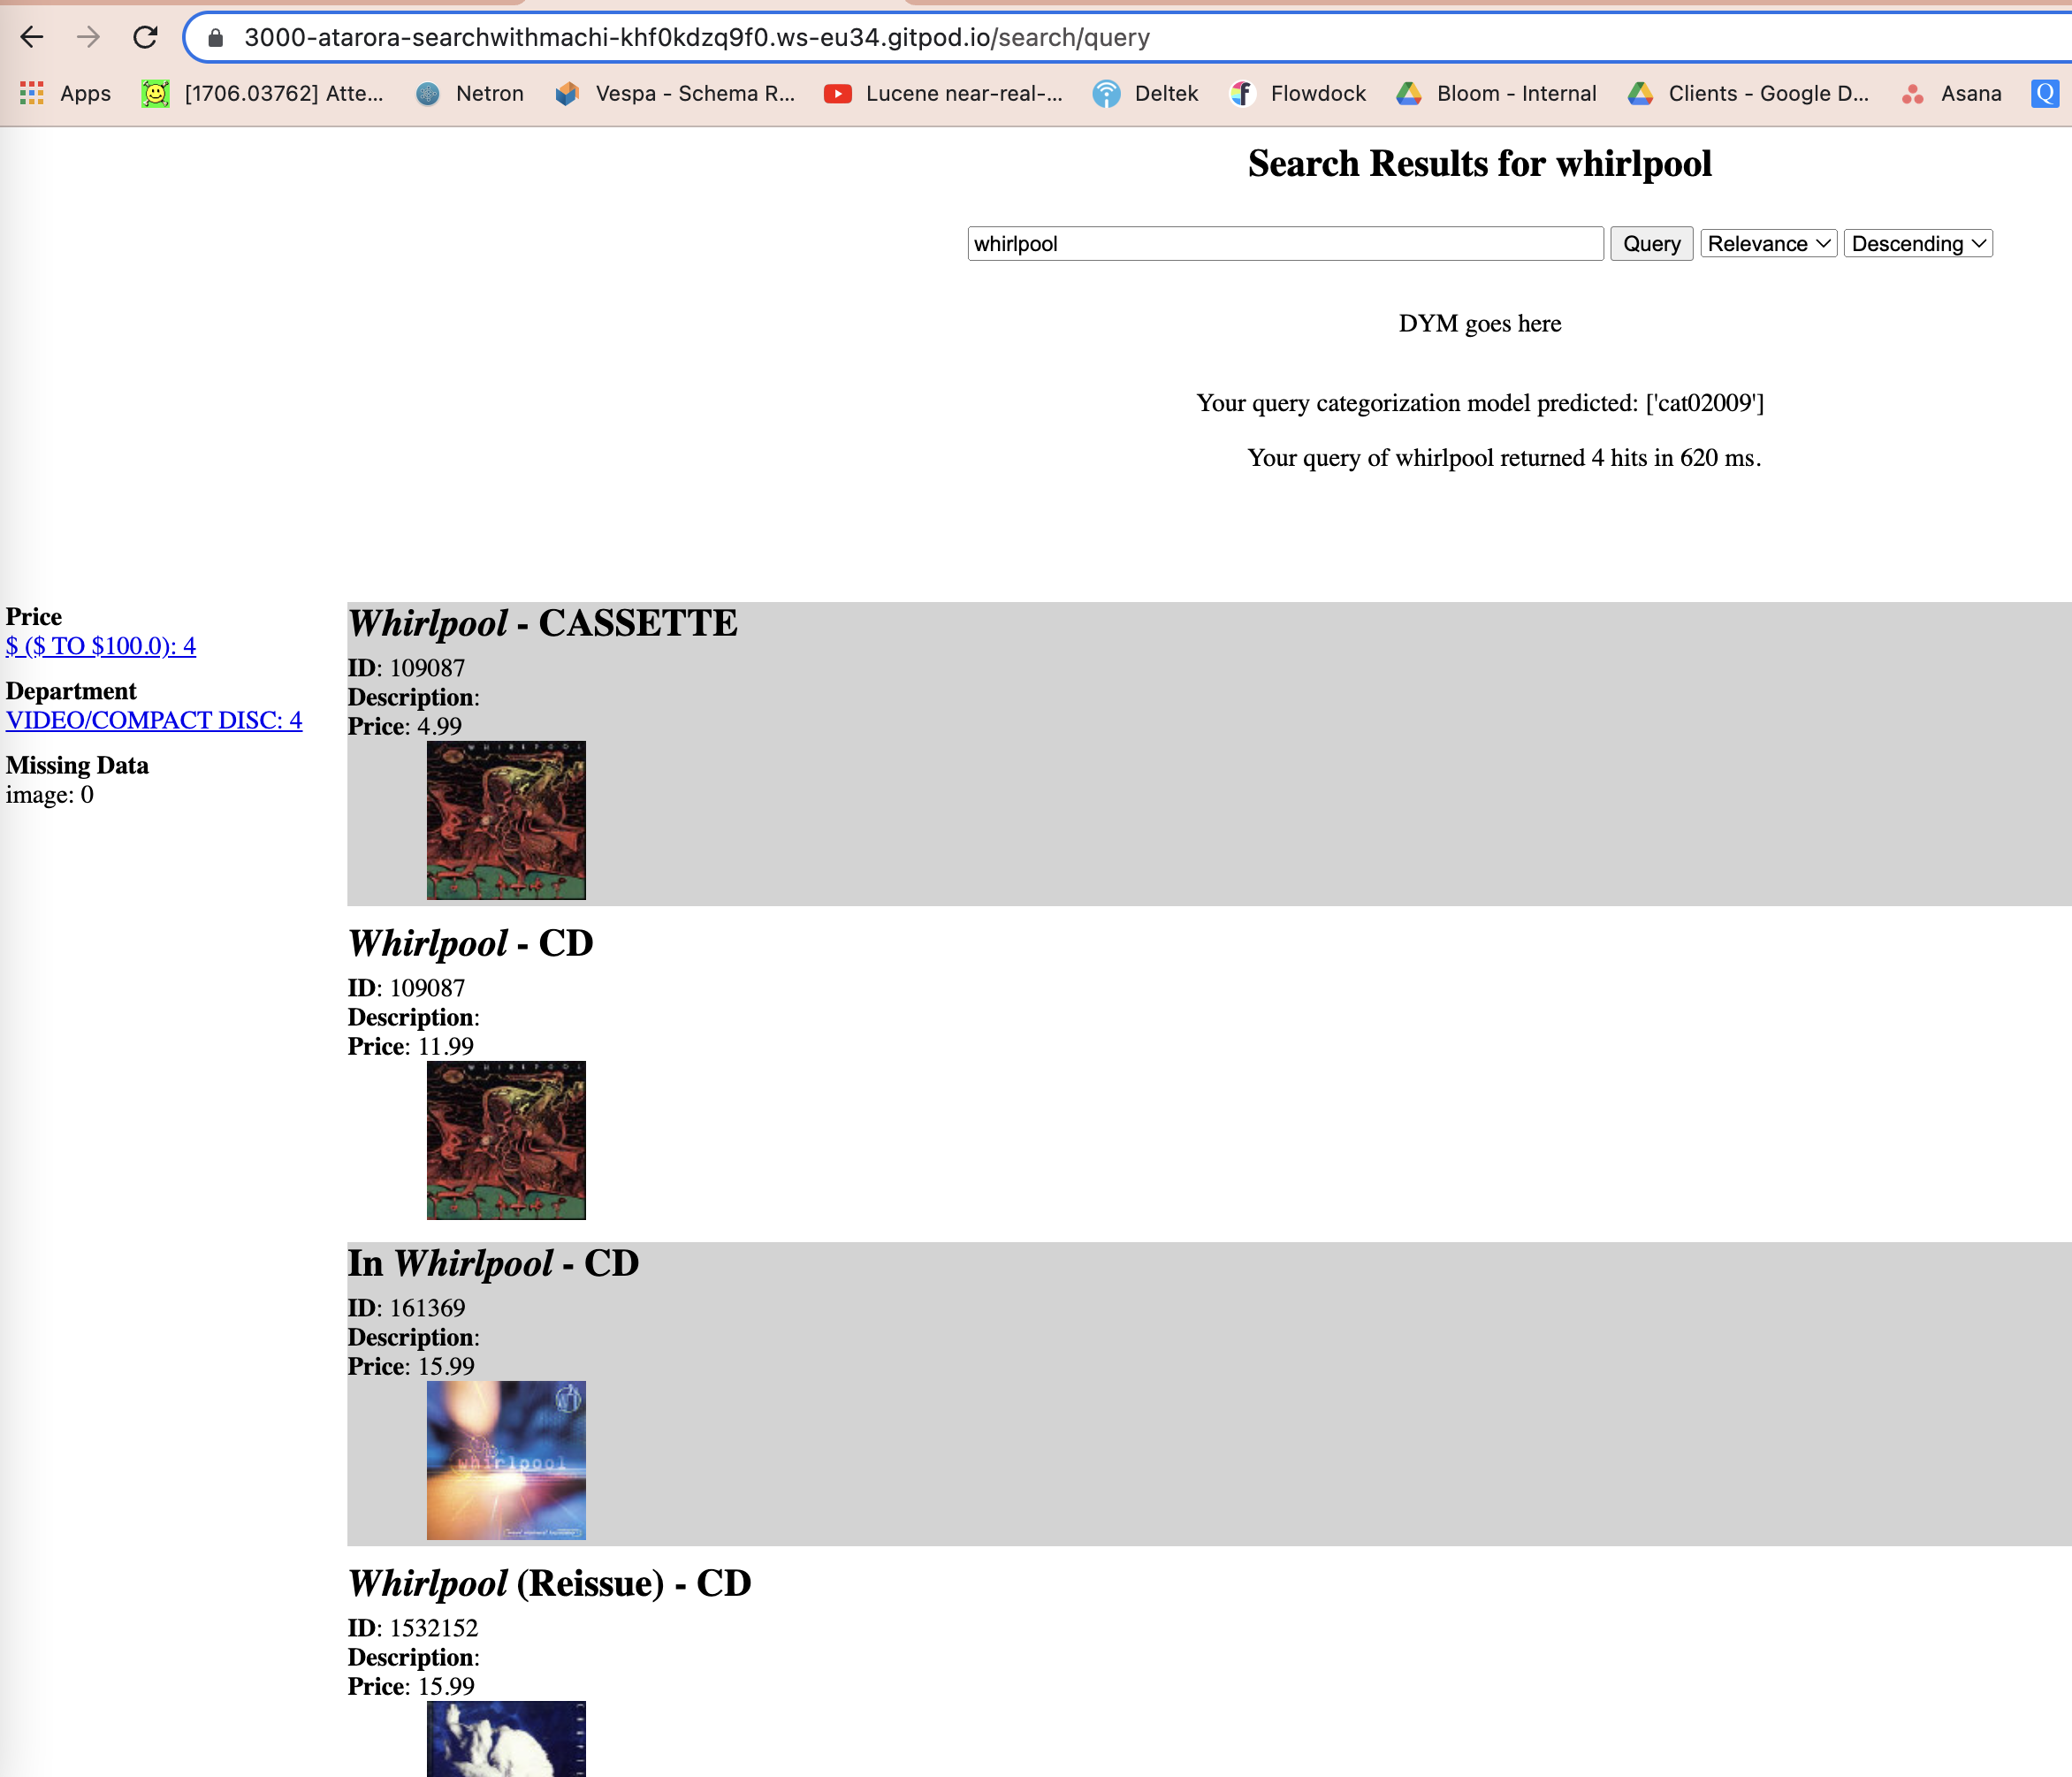 3000-atarora-searchwithmachi-khf0kdzq9f0.ws-eu34.gitpod.io/search/query
Apps [1706.03762] Atte... Netron Vespa - Schema R... Lucene near-real-... Deltek Flowdock Bloom - Internal Clients - Google D... Asana Q
Search Results for whirlpool
whirlpool Query Relevance Descending
DYM goes here
Your query categorization model predicted: ['cat02009']
Your query of whirlpool returned 4 hits in 620 ms.
Price
$ ($ TO $100.0): 4
Department
VIDEO/COMPACT DISC: 4
Missing Data
image: 0
Whirlpool - CASSETTE
ID: 109087
Description:
Price: 4.99
WHIRLPOOL
Whirlpool - CD
ID: 109087
Description:
Price: 11.99
WHIRLPOOL
In Whirlpool - CD
ID: 161369
Description:
Price: 15.99
whirlpool
Whirlpool (Reissue) - CD
ID: 1532152
Description:
Price: 15.99